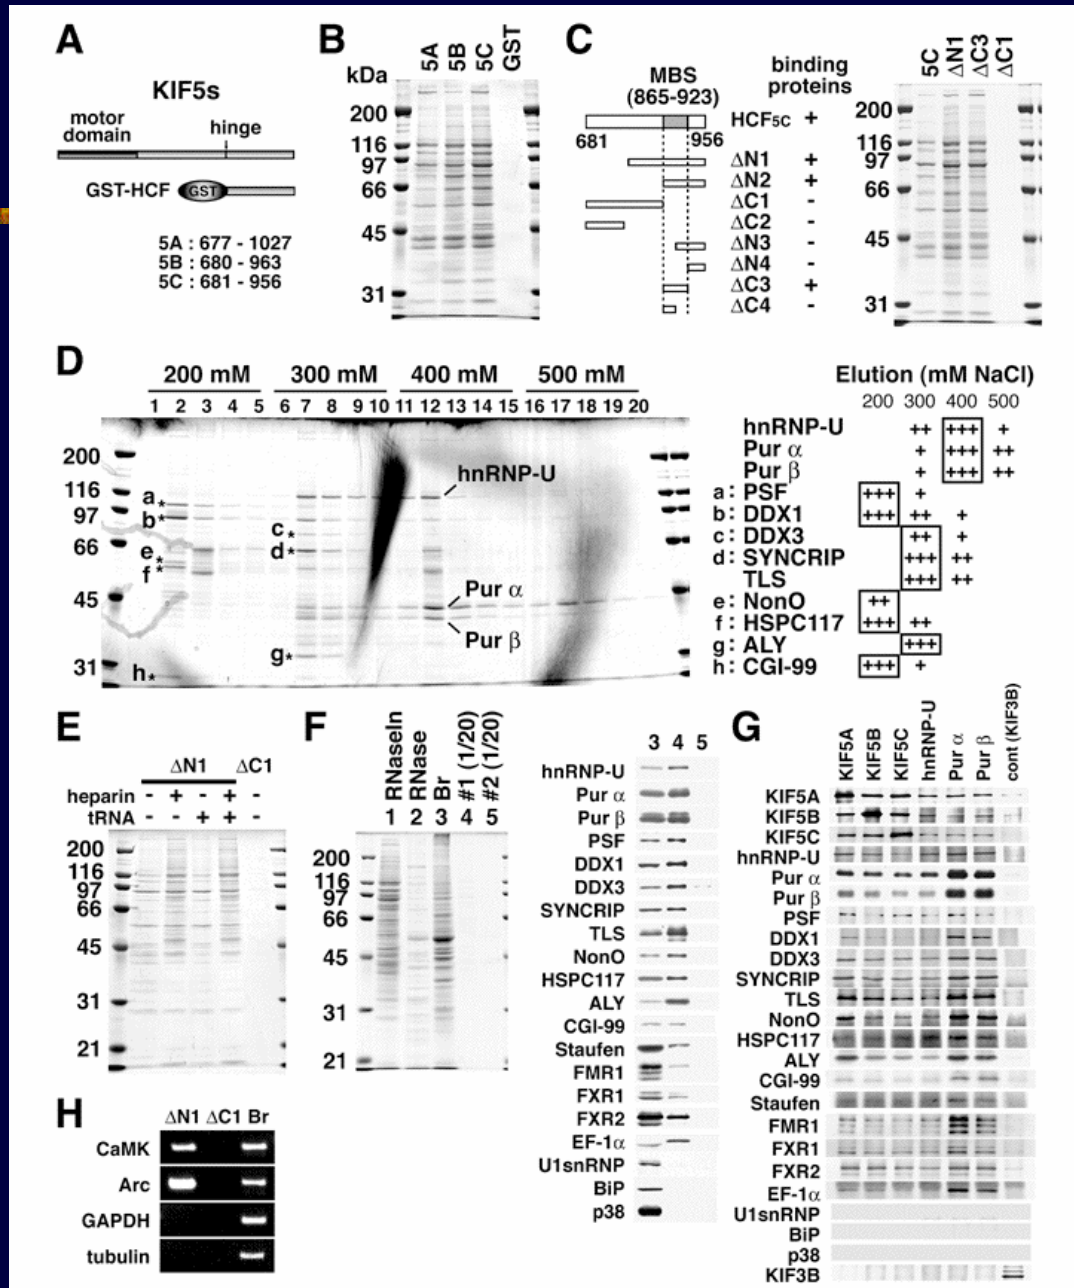 A
KIF5s
motor
domain
hinge
GST-HCF
GST
5A : 677 - 1027
5B : 680 - 963
5C : 681 - 956
B
kDa
5A
5B
5C
GST
200
116
97
66
45
31
C
MBS
(865-923)
binding
proteins
HCF5C +
681
956
ΔN1 +
ΔN2 +
ΔC1 -
ΔC2 -
ΔN3 -
ΔN4 -
ΔC3 +
ΔC4 -
5C
ΔN1
ΔC3
ΔC1
200
116
97
66
45
31
D
200 mM 300 mM 400 mM 500 mM
1 2 3 4 5 6 7 8 9 10 11 12 13 14 15 16 17 18 19 20
200
116
97
66
45
31
a*
b*
c*
d*
e*
f*
g*
h*
hnRNP-U
Pur α
Pur β
Elution (mM NaCl)
200 300 400 500
hnRNP-U ++ +++ +
Pur α + +++ ++
Pur β + +++ ++
a : PSF +++ +
b : DDX1 +++ ++ +
c : DDX3 ++ +
d : SYNCRIP +++ ++
TLS +++ ++
e : NonO ++
f : HSPC117 +++ ++
g : ALY +++
h : CGI-99 +++ +
E
ΔN1 ΔC1
heparin - + - + -
tRNA - - + + -
200
116
97
66
45
31
21
F
RNaseIn
RNase
Br
#1 (1/20)
#2 (1/20)
1 2 3 4 5
200
116
97
66
45
31
21
3 4 5
hnRNP-U
Pur α
Pur β
PSF
DDX1
DDX3
SYNCRIP
TLS
NonO
HSPC117
ALY
CGI-99
Staufen
FMR1
FXR1
FXR2
EF-1α
U1snRNP
BiP
p38
G
KIF5A
KIF5B
KIF5C
hnRNP-U
Pur α
Pur β
cont (KIF3B)
KIF5A
KIF5B
KIF5C
hnRNP-U
Pur α
Pur β
PSF
DDX1
DDX3
SYNCRIP
TLS
NonO
HSPC117
ALY
CGI-99
Staufen
FMR1
FXR1
FXR2
EF-1α
U1snRNP
BiP
p38
KIF3B
H
ΔN1 ΔC1 Br
CaMK
Arc
GAPDH
tubulin